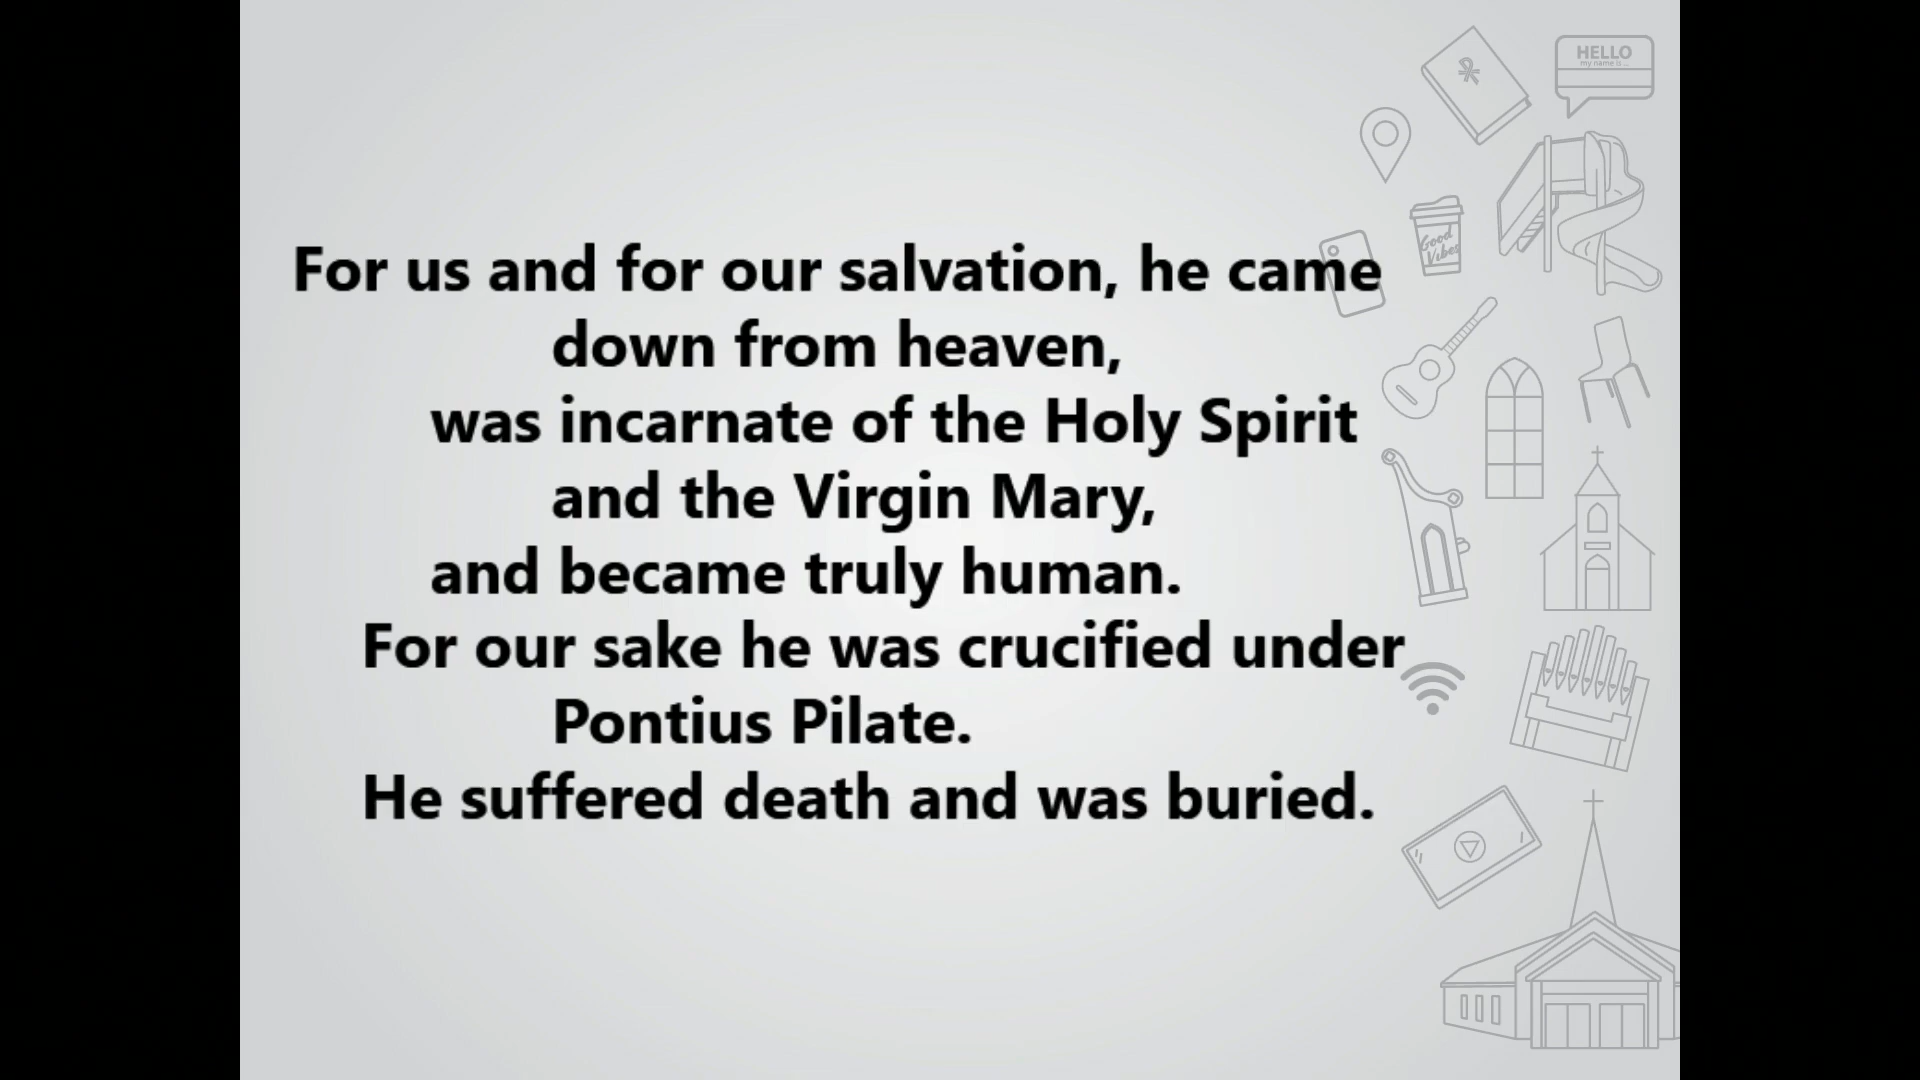 HELLO
my name is ...
Good
Vibes
For us and for our salvation, he came
down from heaven,
was incarnate of the Holy Spirit
and the Virgin Mary,
and became truly human.
For our sake he was crucified under
Pontius Pilate.
He suffered death and was buried.